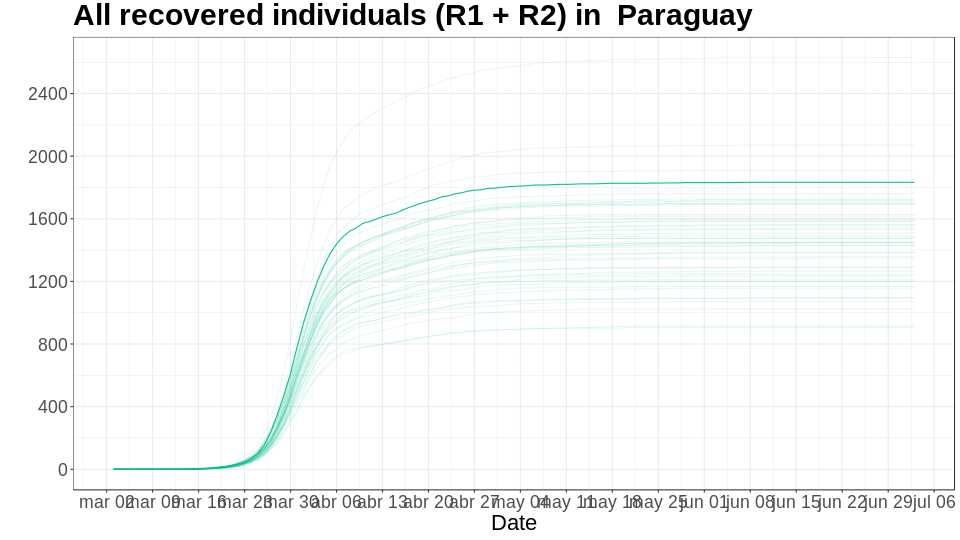 All recovered individuals (R1 + R2) in  Paraguay
2400
2000
1600
1200
800
400
0
mar 02 mar 09 mar 16 mar 23 mar 30 abr 06 abr 13 abr 20 abr 27 may 04 may 11 may 18 may 25 jun 01 jun 08 jun 15 jun 22 jun 29 jul 06
Date